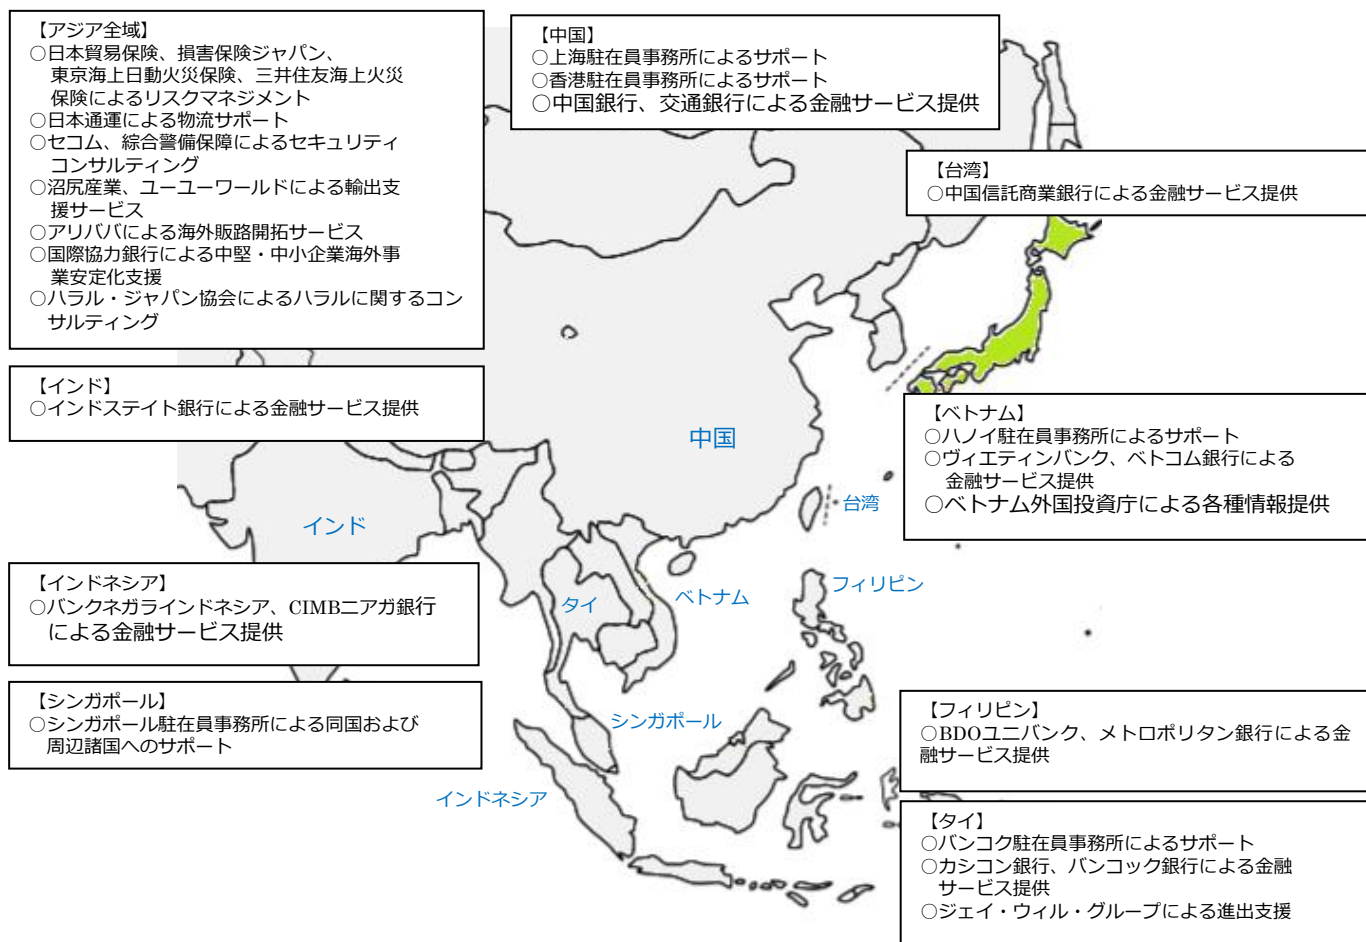 【アジア全域】
○日本貿易保険、損害保険ジャパン、
東京海上日動火災保険、三井住友海上火災
保険によるリスクマネジメント
○日本通運による物流サポート
○セコム、綜合警備保障によるセキュリティ
コンサルティング
○沼尻産業、ユーユーワールドによる輸出支
援サービス
○アリババによる海外販路開拓サービス
○国際協力銀行による中堅・中小企業海外事
業安定化支援
○ハラル・ジャパン協会によるハラルに関するコン
サルティング
【中国】
○上海駐在員事務所によるサポート
○香港駐在員事務所によるサポート
○中国銀行、交通銀行による金融サービス提供
【台湾】
○中国信託商業銀行による金融サービス提供
【インド】
○インドステイト銀行による金融サービス提供
【ベトナム】
○ハノイ駐在員事務所によるサポート
○ヴィエティンバンク、ベトコム銀行による
金融サービス提供
○ベトナム外国投資庁による各種情報提供
中国
台湾
インド
フィリピン
ベトナム
タイ
シンガポール
インドネシア
【インドネシア】
○バンクネガラインドネシア、CIMBニアガ銀行
による金融サービス提供
【シンガポール】
○シンガポール駐在員事務所による同国および
周辺諸国へのサポート
【フィリピン】
○BDOユニバンク、メトロポリタン銀行による金
融サービス提供
【タイ】
○バンコク駐在員事務所によるサポート
○カシコン銀行、バンコック銀行による金融
サービス提供
○ジェイ・ウィル・グループによる進出支援